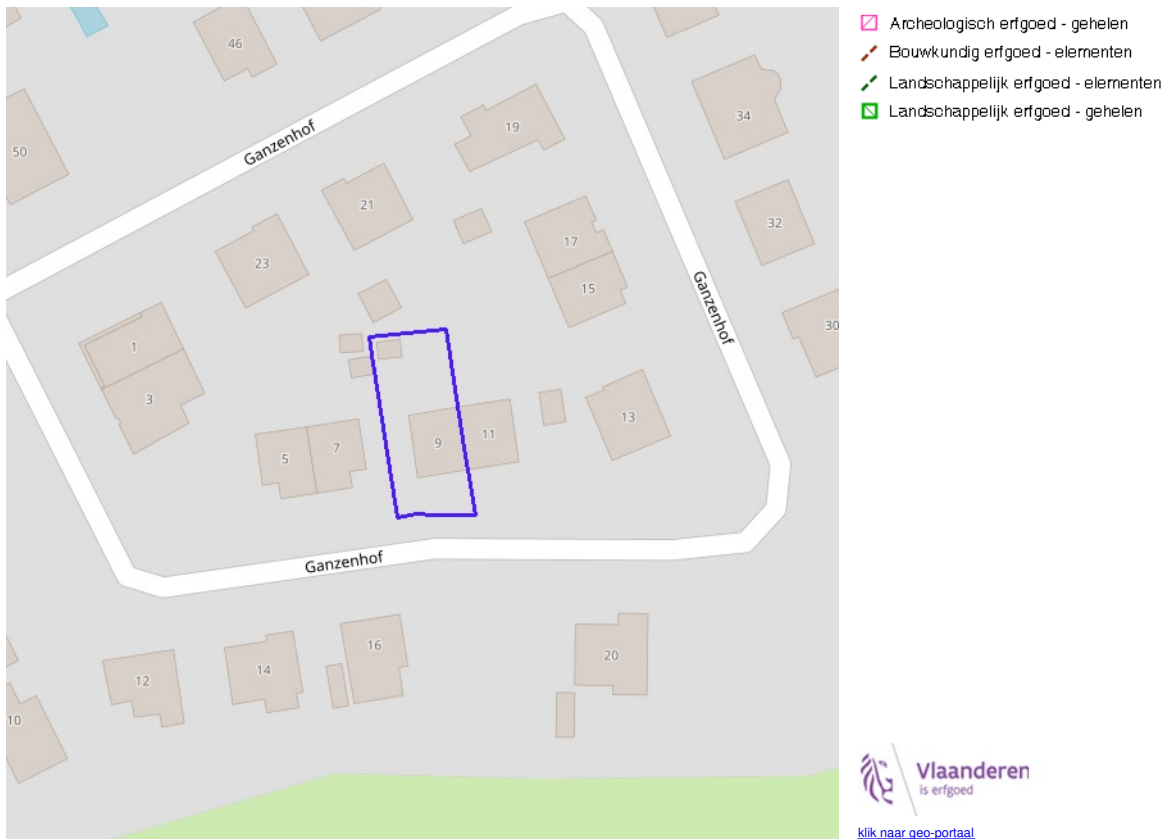 46
50
Ganzenhof
19
34
21
23
17
15
32
Ganzenhof
30
1
3
13
5
7
9
11
Ganzenhof
12
14
16
20
10
Archeologisch erfgoed - gehelen
Bouwkundig erfgoed - elementen
Landschappelijk erfgoed - elementen
Landschappelijk erfgoed - gehelen
Vlaanderen
is erfgoed
klik naar geo-portaal